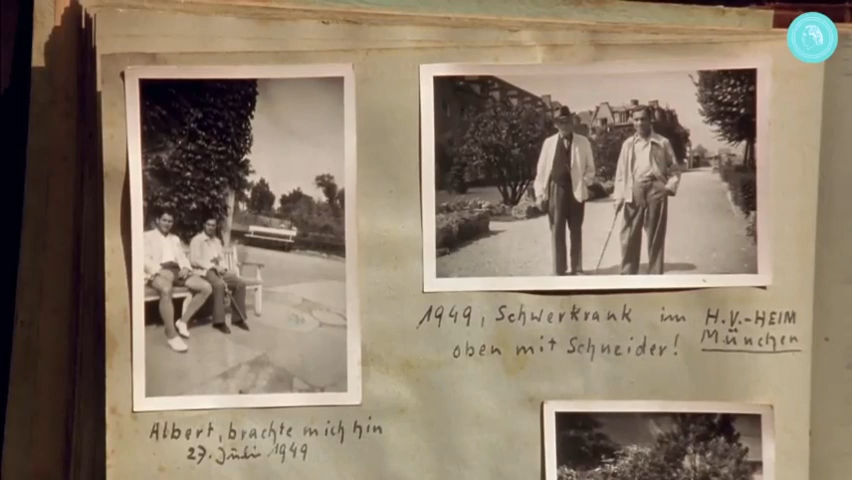 1949, Schwerkrank im H.V.-HEIM
oben mit Schneider! München
Albert, brachte mich hin
27. Juli 1949